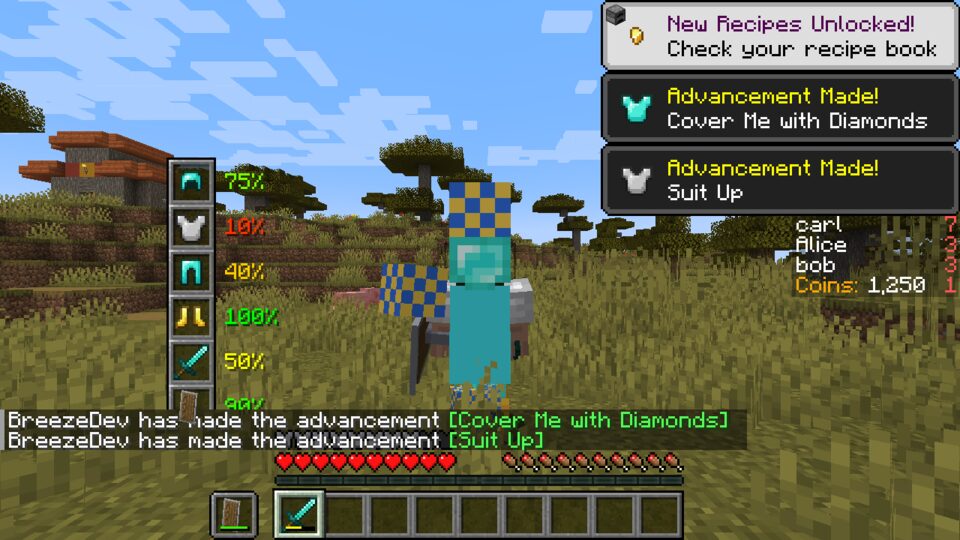 New Recipes Unlocked!
Check your recipe book
Advancement Made!
Cover Me with Diamonds
Advancement Made!
Suit Up
75%
10%
40%
100%
50%
90%
carl 7
Alice 3
bob 3
Coins: 1,250 1
BreezeDev has made the advancement [Cover Me with Diamonds]
BreezeDev has made the advancement [Suit Up]